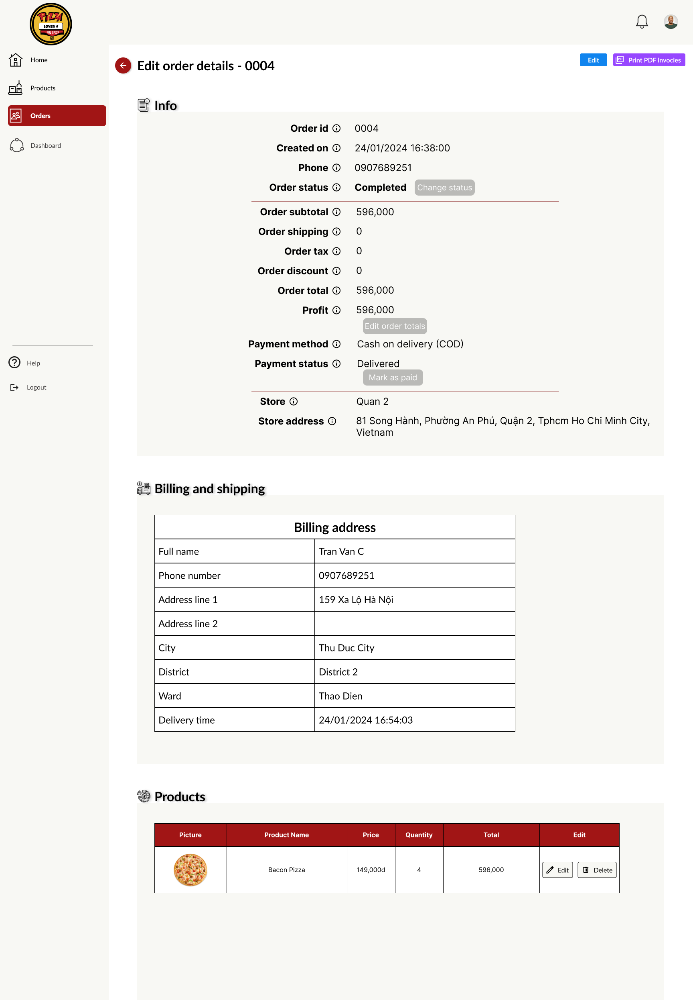 PIZZA
LOVER'S
DIAL A PIZZA
Home
Products
Orders
Dashboard
Help
Logout
Edit order details - 0004
Edit
PDF
Print PDF invocies
Info
Order id 0004
Created on 24/01/2024 16:38:00
Phone 0907689251
Order status Completed Change status
Order subtotal 596,000
Order shipping 0
Order tax 0
Order discount 0
Order total 596,000
Profit 596,000
Edit order totals
Payment method Cash on delivery (COD)
Payment status Delivered
Mark as paid
Store Quan 2
Store address 81 Song Hành, Phường An Phú, Quận 2, Tphcm Ho Chi Minh City,
Vietnam
Billing and shipping
Billing address
Full name Tran Van C
Phone number 0907689251
Address line 1 159 Xa Lộ Hà Nội
Address line 2
City Thu Duc City
District District 2
Ward Thao Dien
Delivery time 24/01/2024 16:54:03
Products
Picture Product Name Price Quantity Total Edit
Bacon Pizza 149,000đ 4 596,000 Edit Delete